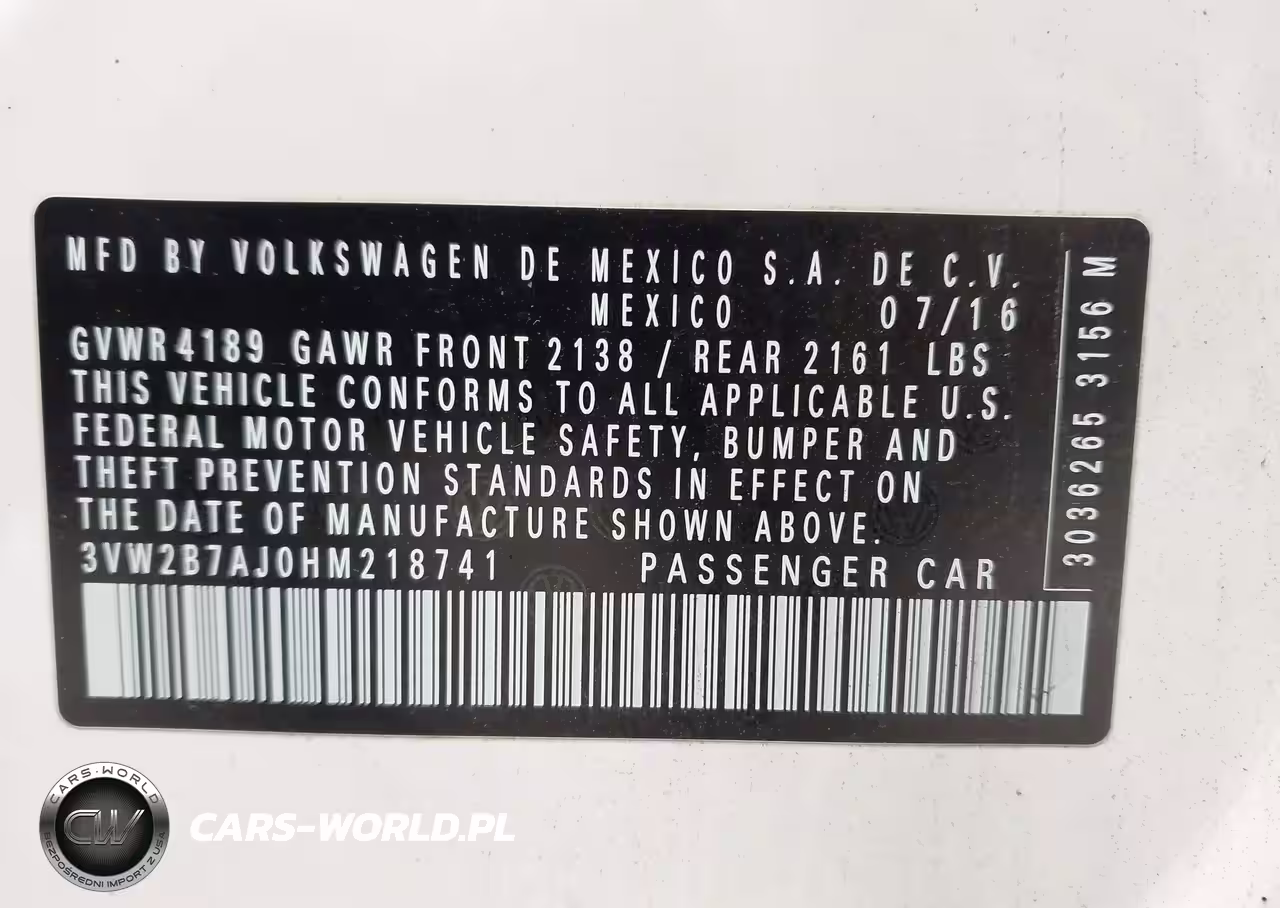 MFD BY VOLKSWAGEN DE MEXICO S.A. DE C.V.
MEXICO 07/16
GVWR 4189 GAWR FRONT 2138 / REAR 2161 LBS
THIS VEHICLE CONFORMS TO ALL APPLICABLE U.S.
FEDERAL MOTOR VEHICLE SAFETY, BUMPER AND
THEFT PREVENTION STANDARDS IN EFFECT ON
THE DATE OF MANUFACTURE SHOWN ABOVE.
3VW2B7AJ0HM218741 PASSENGER CAR
3036265 3156 M
CARS-WORLD
CW
BEZPOŚREDNI IMPORT Z USA
CARS-WORLD.PL